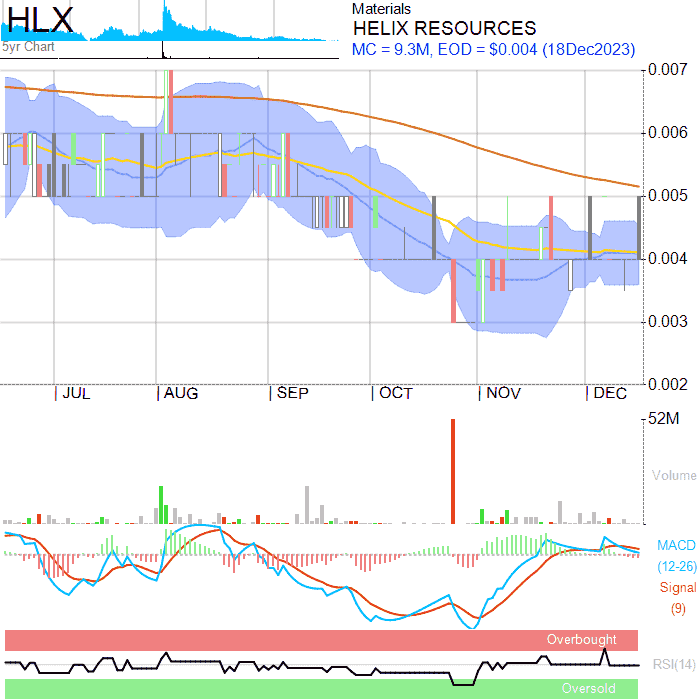 HLX
5yr Chart
Materials
HELIX RESOURCES
MC = 9.3M, EOD = $0.004 (18Dec2023)
0.007
0.006
0.005
0.004
0.003
0.002
JUL AUG SEP OCT NOV DEC
52M
Volume
MACD
(12-26)
Signal
(9)
Overbought
RSI(14)
Oversold